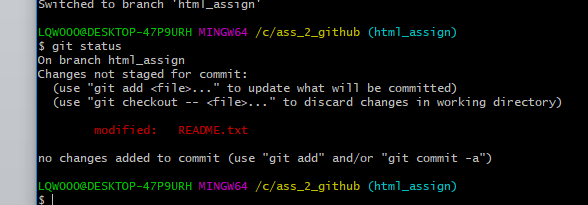 Switched to branch 'html_assign'
LQWOOO@DESKTOP-47P9URH MINGW64 /c/ass_2_github (html_assign)
$ git status
On branch html_assign
Changes not staged for commit:
  (use "git add <file>..." to update what will be committed)
  (use "git checkout -- <file>..." to discard changes in working directory)
        modified:   README.txt
no changes added to commit (use "git add" and/or "git commit -a")
LQWOOO@DESKTOP-47P9URH MINGW64 /c/ass_2_github (html_assign)
$